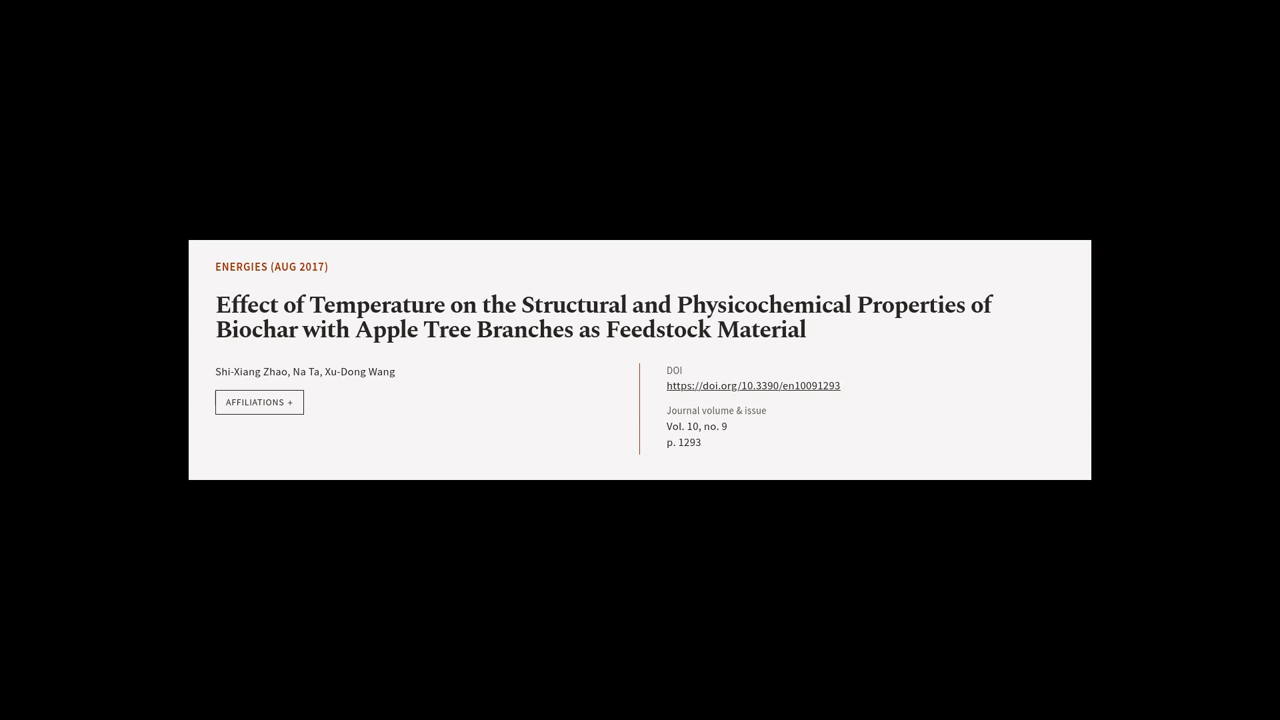 ENERGIES (AUG 2017)
Effect of Temperature on the Structural and Physicochemical Properties of
Biochar with Apple Tree Branches as Feedstock Material
Shi-Xiang Zhao, Na Ta, Xu-Dong Wang
AFFILIATIONS +
DOI
https://doi.org/10.3390/en10091293
Journal volume & issue
Vol. 10, no. 9
p. 1293